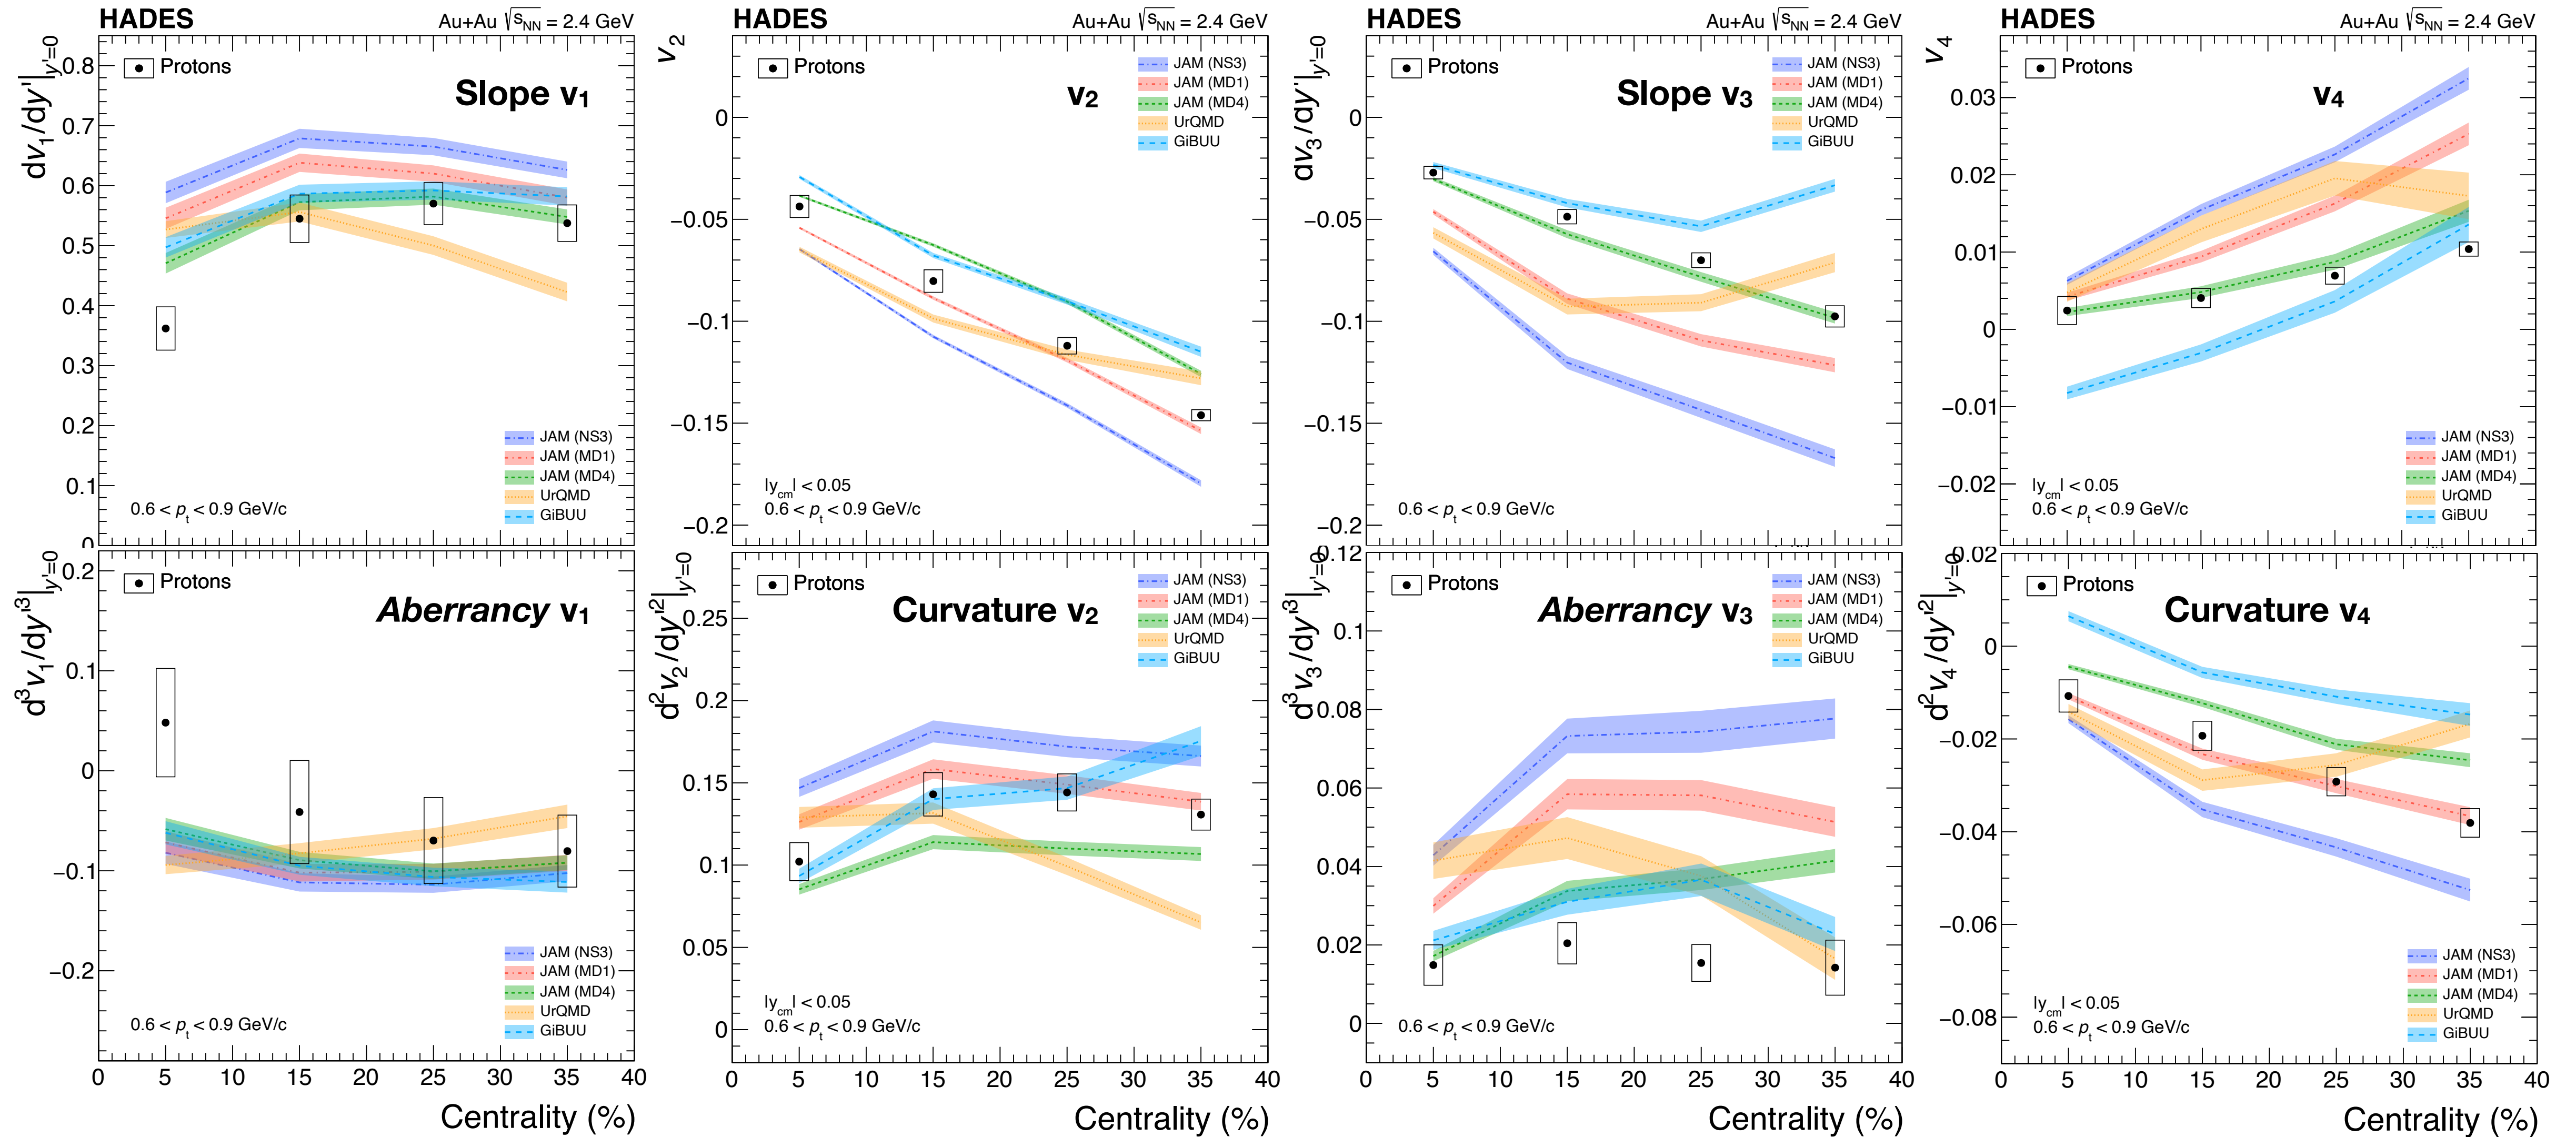 HADES
Au+Au √s_NN = 2.4 GeV
dv₁/dy'|y'=0
Protons
Slope v₁
0.8
0.7
0.6
0.5
0.4
0.3
0.2
0.1
0
JAM (NS3)
JAM (MD1)
JAM (MD4)
UrQMD
GiBUU
0.6 < p_t < 0.9 GeV/c
HADES
Au+Au √s_NN = 2.4 GeV
v₂
Protons
v₂
JAM (NS3)
JAM (MD1)
JAM (MD4)
UrQMD
GiBUU
0
−0.05
−0.1
−0.15
−0.2
|y_cm| < 0.05
0.6 < p_t < 0.9 GeV/c
HADES
Au+Au √s_NN = 2.4 GeV
dv₃/dy'|y'=0
Protons
Slope v₃
JAM (NS3)
JAM (MD1)
JAM (MD4)
UrQMD
GiBUU
0
−0.05
−0.1
−0.15
−0.2
0.6 < p_t < 0.9 GeV/c
HADES
Au+Au √s_NN = 2.4 GeV
v₄
Protons
v₄
0.03
0.02
0.01
0
−0.01
−0.02
JAM (NS3)
JAM (MD1)
JAM (MD4)
UrQMD
GiBUU
|y_cm| < 0.05
0.6 < p_t < 0.9 GeV/c
d³v₁/dy'³|y'=0
Protons
Aberrancy v₁
0.2
0.1
0
−0.1
−0.2
JAM (NS3)
JAM (MD1)
JAM (MD4)
UrQMD
GiBUU
0.6 < p_t < 0.9 GeV/c
0 5 10 15 20 25 30 35 40
Centrality (%)
d²v₂/dy'²|y'=0
Protons
Curvature v₂
JAM (NS3)
JAM (MD1)
JAM (MD4)
UrQMD
GiBUU
0.25
0.2
0.15
0.1
0.05
0
|y_cm| < 0.05
0.6 < p_t < 0.9 GeV/c
0 5 10 15 20 25 30 35 40
Centrality (%)
d³v₃/dy'³|y'=0
Protons
Aberrancy v₃
JAM (NS3)
JAM (MD1)
JAM (MD4)
UrQMD
GiBUU
0.12
0.1
0.08
0.06
0.04
0.02
0
0.6 < p_t < 0.9 GeV/c
0 5 10 15 20 25 30 35 40
Centrality (%)
d²v₄/dy'²|y'=0
Protons
Curvature v₄
0.02
0
−0.02
−0.04
−0.06
−0.08
JAM (NS3)
JAM (MD1)
JAM (MD4)
UrQMD
GiBUU
|y_cm| < 0.05
0.6 < p_t < 0.9 GeV/c
0 5 10 15 20 25 30 35 40
Centrality (%)